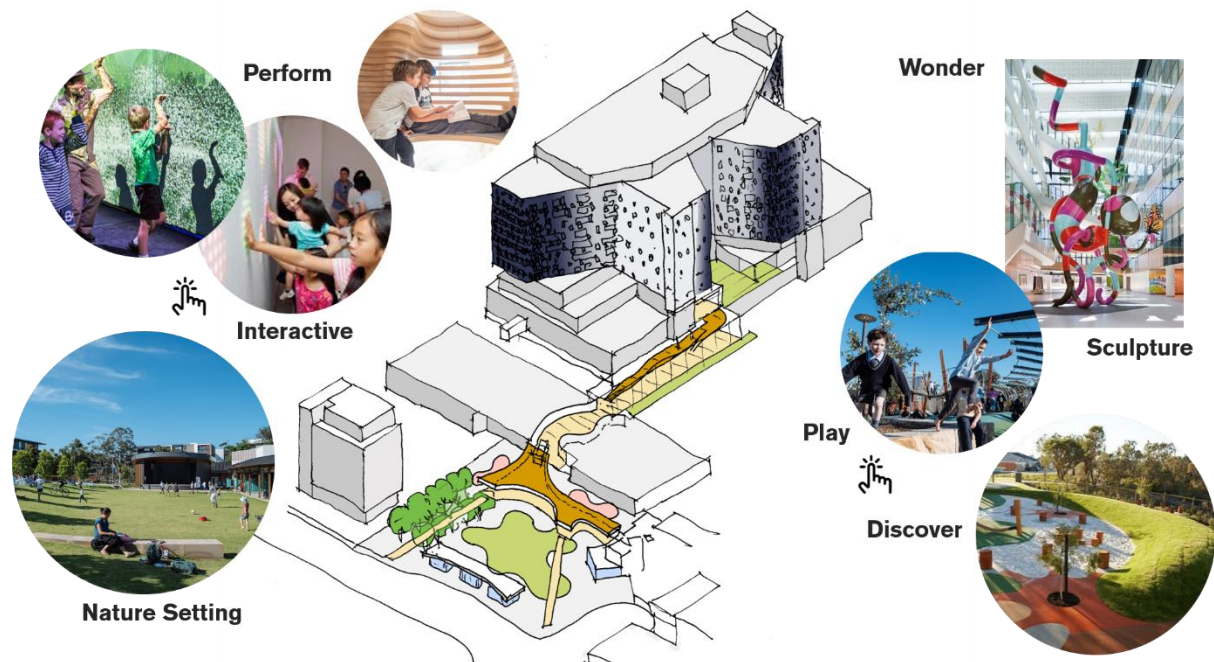 Perform
Wonder
Interactive
Sculpture
Play
Discover
Nature Setting